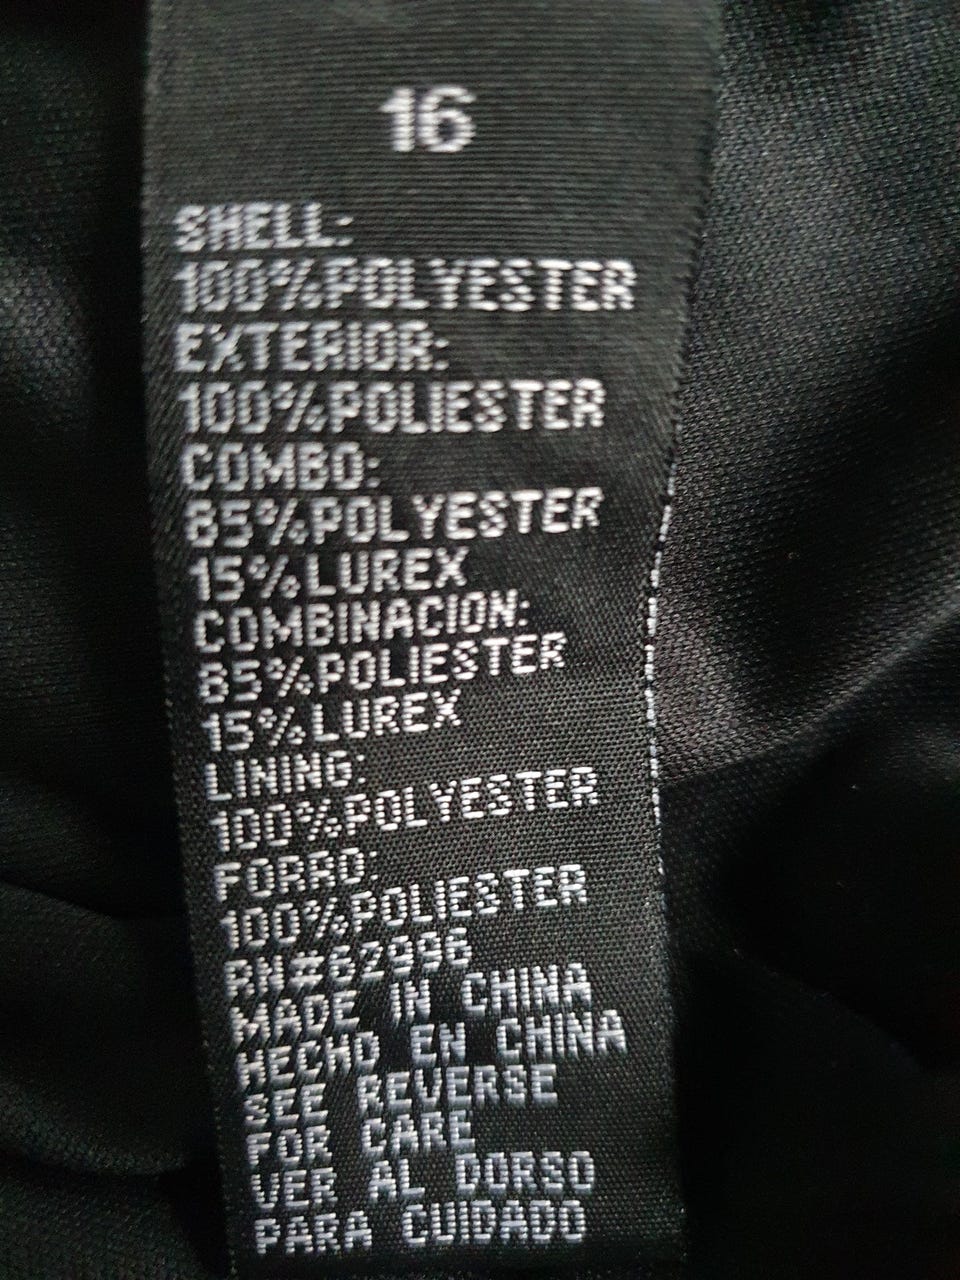 16
SHELL:
100%POLYESTER
EXTERIOR:
100%POLIESTER
COMBO:
85%POLYESTER
15%LUREX
COMBINACION:
85%POLIESTER
15%LUREX
LINING:
100%POLYESTER
FORRO:
100%POLIESTER
RN#62996
MADE IN CHINA
HECHO EN CHINA
SEE REVERSE
FOR CARE
VER AL DORSO
PARA CUIDADO